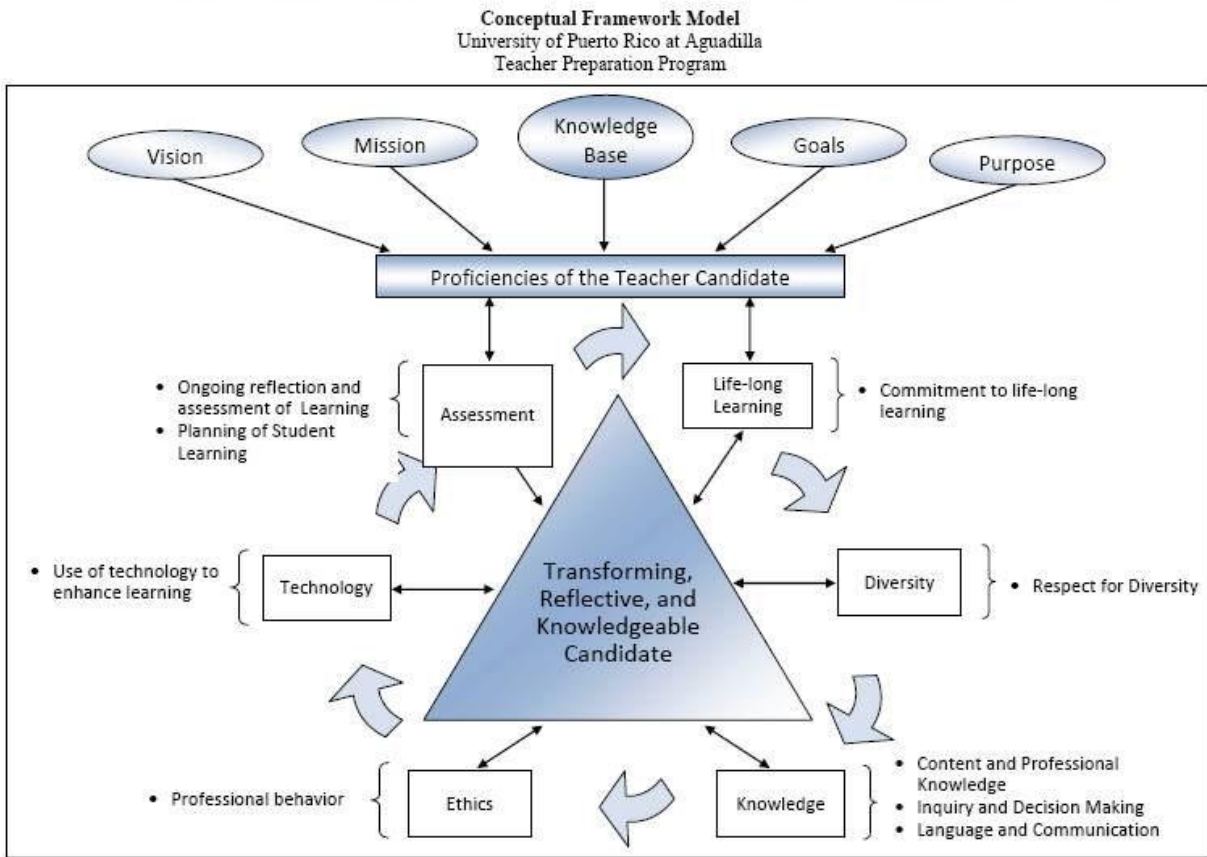 Conceptual Framework Model
University of Puerto Rico at Aguadilla
Teacher Preparation Program
Vision
Mission
Knowledge
Base
Goals
Purpose
Proficiencies of the Teacher Candidate
• Ongoing reflection and
assessment of Learning
• Planning of Student
Learning
Assessment
Life-long
Learning
• Commitment to life-long
learning
• Use of technology to
enhance learning
Technology
Transforming,
Reflective, and
Knowledgeable
Candidate
Diversity
• Respect for Diversity
• Professional behavior
Ethics
Knowledge
• Content and Professional
Knowledge
• Inquiry and Decision Making
• Language and Communication